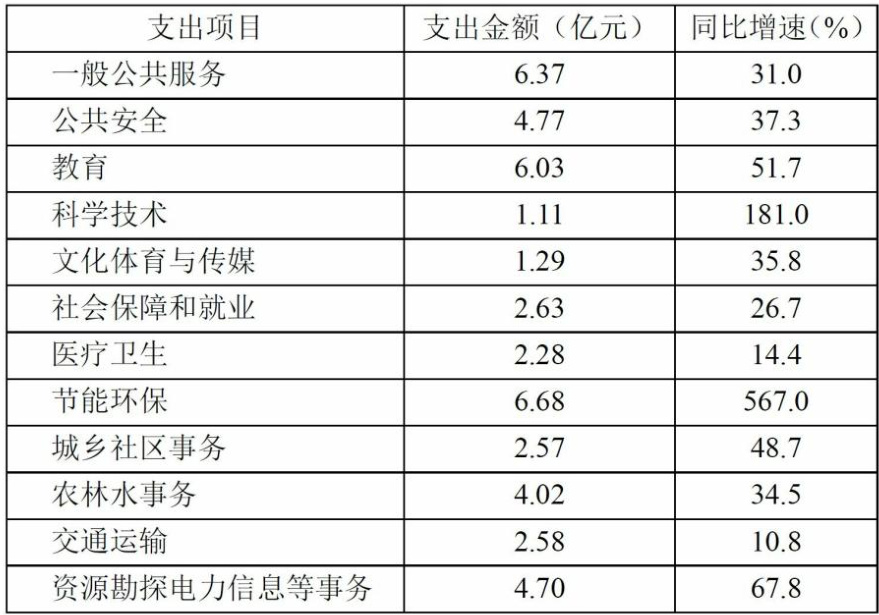 支出项目 支出金额（亿元） 同比增速(%)
一般公共服务 6.37 31.0
公共安全 4.77 37.3
教育 6.03 51.7
科学技术 1.11 181.0
文化体育与传媒 1.29 35.8
社会保障和就业 2.63 26.7
医疗卫生 2.28 14.4
节能环保 6.68 567.0
城乡社区事务 2.57 48.7
农林水事务 4.02 34.5
交通运输 2.58 10.8
资源勘探电力信息等事务 4.70 67.8